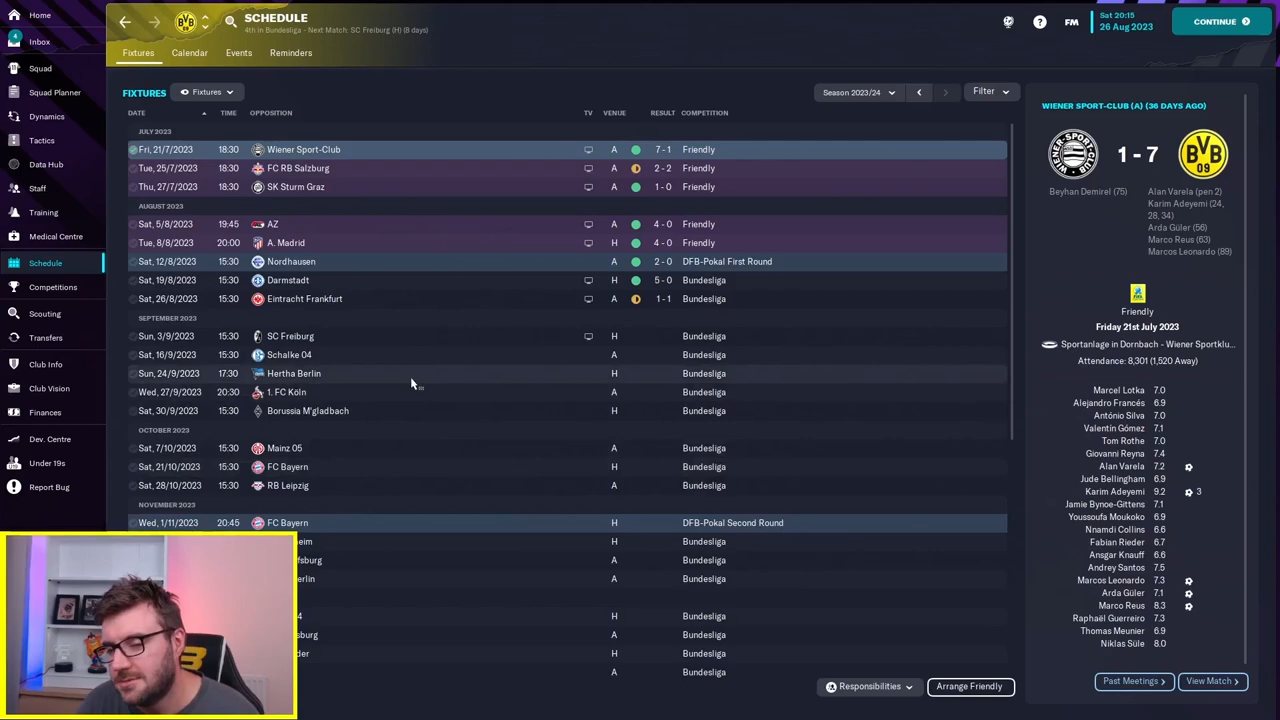 Home
SCHEDULE
4th in Bundesliga - Next Match: SC Freiburg (H) (8 days)
FM
Sat 20:15
26 Aug 2023
CONTINUE
4
Inbox
Squad
Squad Planner
Dynamics
Tactics
Data Hub
Staff
Training
Medical Centre
Schedule
Competitions
Scouting
Transfers
Club Info
Club Vision
Finances
Dev. Centre
Under 19s
Report Bug
Fixtures Calendar Events Reminders
FIXTURES Fixtures Season 2023/24 Filter
DATE TIME OPPOSITION TV VENUE RESULT COMPETITION
JULY 2023
Fri, 21/7/2023 18:30 Wiener Sport-Club A 7 - 1 Friendly
Tue, 25/7/2023 18:30 FC RB Salzburg A 2 - 2 Friendly
Thu, 27/7/2023 18:30 SK Sturm Graz A 1 - 0 Friendly
AUGUST 2023
Sat, 5/8/2023 19:45 AZ A 4 - 0 Friendly
Tue, 8/8/2023 20:00 A. Madrid H 4 - 0 Friendly
Sat, 12/8/2023 15:30 Nordhausen A 2 - 0 DFB-Pokal First Round
Sat, 19/8/2023 15:30 Darmstadt H 5 - 0 Bundesliga
Sat, 26/8/2023 15:30 Eintracht Frankfurt A 1 - 1 Bundesliga
SEPTEMBER 2023
Sun, 3/9/2023 15:30 SC Freiburg H Bundesliga
Sat, 16/9/2023 15:30 Schalke 04 A Bundesliga
Sun, 24/9/2023 17:30 Hertha Berlin H Bundesliga
Wed, 27/9/2023 20:30 1. FC Köln A Bundesliga
Sat, 30/9/2023 15:30 Borussia M'gladbach H Bundesliga
OCTOBER 2023
Sat, 7/10/2023 15:30 Mainz 05 A Bundesliga
Sat, 21/10/2023 15:30 FC Bayern H Bundesliga
Sat, 28/10/2023 15:30 RB Leipzig A Bundesliga
NOVEMBER 2023
Wed, 1/11/2023 20:45 FC Bayern H DFB-Pokal Second Round
heim H Bundesliga
fsburg A Bundesliga
erlin A Bundesliga
4 H Bundesliga
sburg A Bundesliga
der H Bundesliga
A Bundesliga
Responsibilities Arrange Friendly
WIENER SPORT-CLUB (A) (36 DAYS AGO)
1 - 7
BVB 09
Beyhan Demirel (75)
Alan Varela (pen 2)
Karim Adeyemi (24,
28, 34)
Arda Güler (56)
Marco Reus (63)
Marcos Leonardo (89)
Friendly
Friday 21st July 2023
Sportanlage in Dornbach - Wiener Sportklu...
Attendance: 8,301 (1,520 Away)
Marcel Lotka 7.0
Alejandro Francés 6.9
António Silva 7.0
Valentín Gómez 7.1
Tom Rothe 7.0
Giovanni Reyna 7.4
Alan Varela 7.2
Jude Bellingham 6.9
Karim Adeyemi 9.2 3
Jamie Bynoe-Gittens 7.1
Youssoufa Moukoko 6.9
Nnamdi Collins 6.6
Fabian Rieder 6.7
Ansgar Knauff 6.6
Andrey Santos 7.5
Marcos Leonardo 7.3
Arda Güler 7.1
Marco Reus 8.3
Raphaël Guerreiro 7.3
Thomas Meunier 6.9
Niklas Süle 8.0
Past Meetings View Match